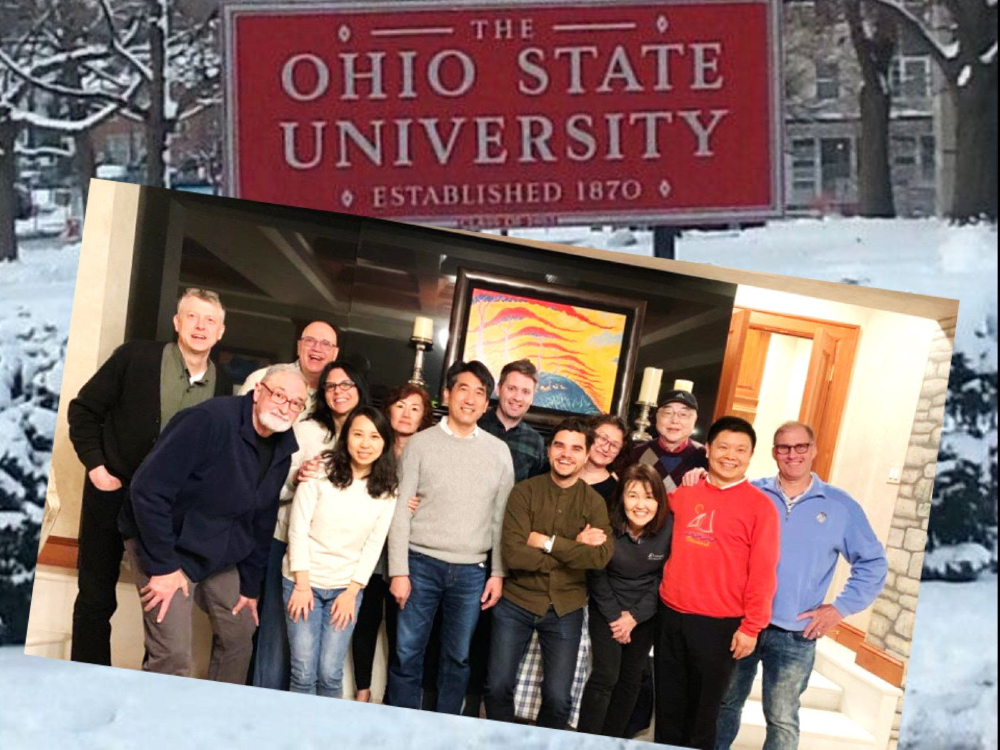 THE
OHIO STATE
UNIVERSITY
ESTABLISHED 1870